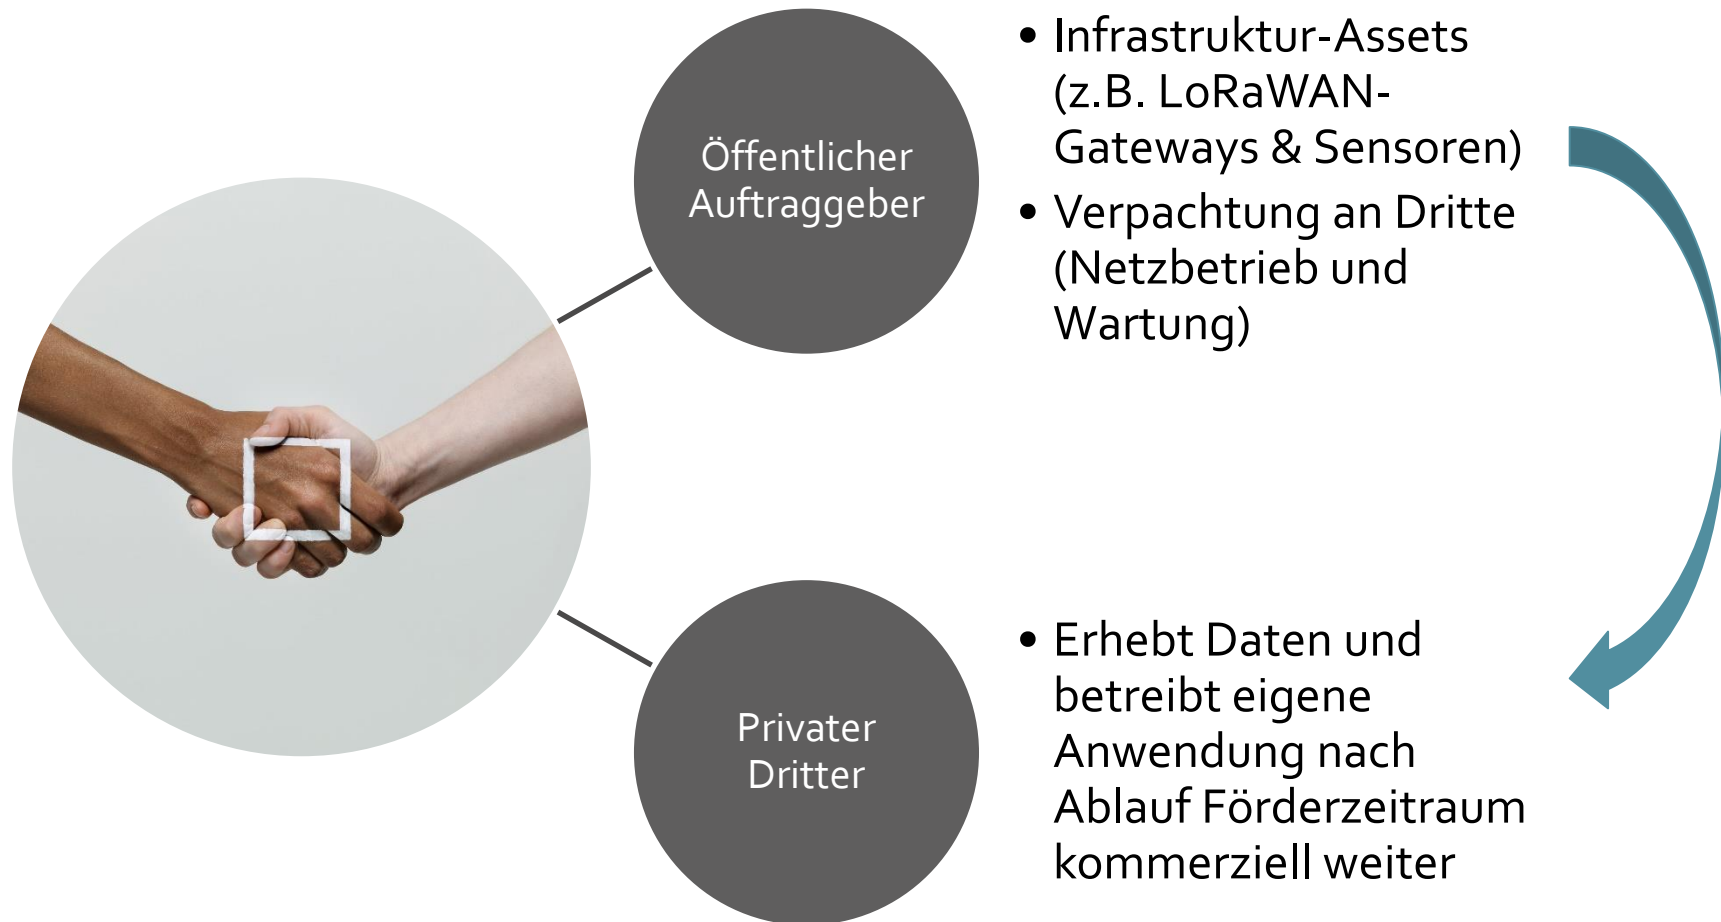 Öffentlicher
Auftraggeber
• Infrastruktur-Assets
(z.B. LoRaWAN-
Gateways & Sensoren)
• Verpachtung an Dritte
(Netzbetrieb und
Wartung)
Privater
Dritter
• Erhebt Daten und
betreibt eigene
Anwendung nach
Ablauf Förderzeitraum
kommerziell weiter